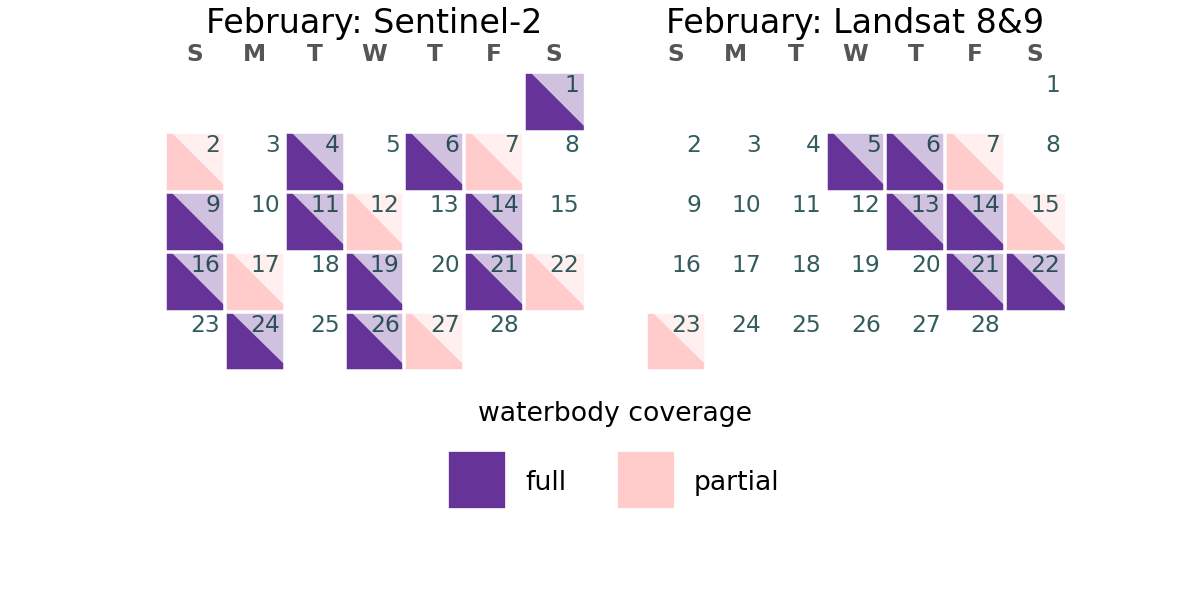 February: Sentinel-2
S M T W T F S
1
2 3 4 5 6 7 8
9 10 11 12 13 14 15
16 17 18 19 20 21 22
23 24 25 26 27 28
February: Landsat 8&9
S M T W T F S
1
2 3 4 5 6 7 8
9 10 11 12 13 14 15
16 17 18 19 20 21 22
23 24 25 26 27 28
waterbody coverage
full
partial